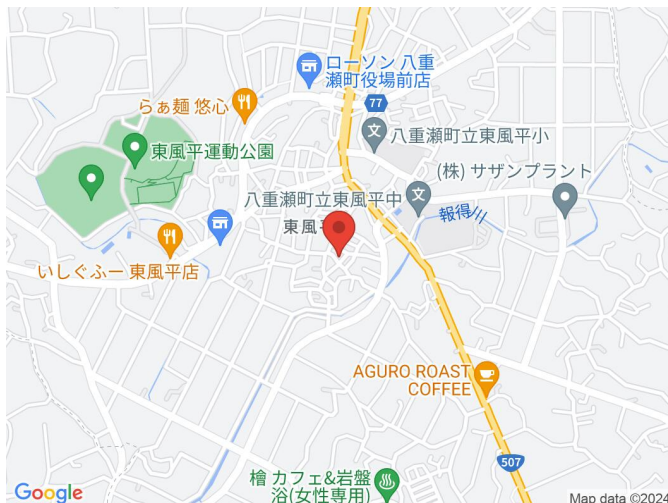 ローソン 八重
瀬町役場前店
77
らぁ麺 悠心
八重瀬町立東風平小
東風平運動公園
(株) サザンプラント
八重瀬町立東風平中
報得川
東風
いしぐふー 東風平店
AGURO ROAST
COFFEE
507
檜 カフェ&岩盤
浴(女性専用)
Google
Map data ©2024